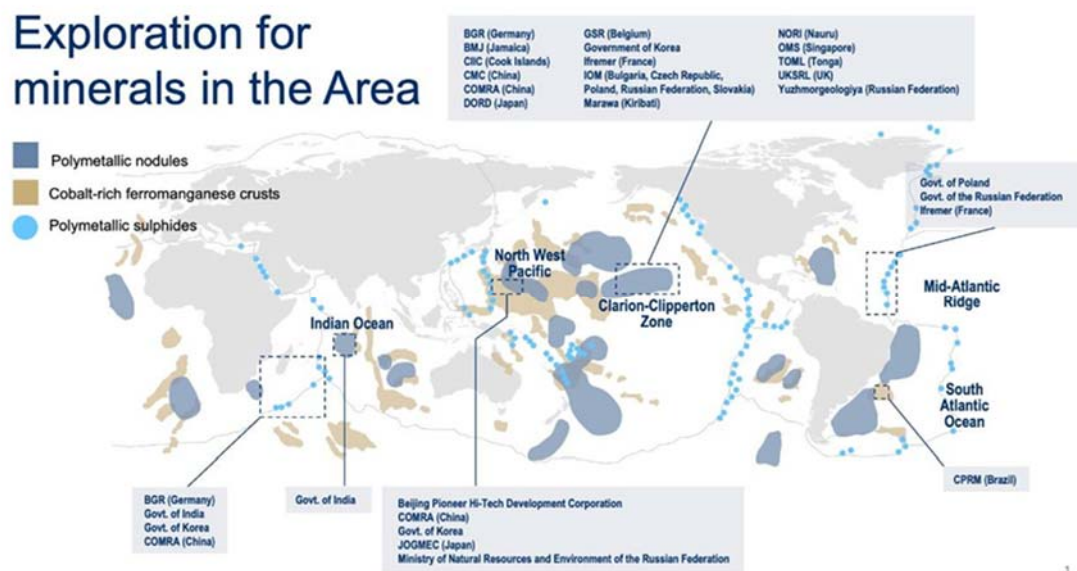 Exploration for
minerals in the Area
Polymetallic nodules
Cobalt-rich ferromanganese crusts
Polymetallic sulphides
BGR (Germany)
BMJ (Jamaica)
CIIC (Cook Islands)
CMC (China)
COMRA (China)
DORD (Japan)
GSR (Belgium)
Government of Korea
Ifremer (France)
IOM (Bulgaria, Czech Republic,
Poland, Russian Federation, Slovakia)
Marawa (Kiribati)
NORI (Nauru)
OMS (Singapore)
TOML (Tonga)
UKSRL (UK)
Yuzhmorgeologiya (Russian Federation)
Govt. of Poland
Govt. of the Russian Federation
Ifremer (France)
North West
Pacific
Clarion-Clipperton
Zone
Mid-Atlantic
Ridge
Indian Ocean
South
Atlantic
Ocean
CPRM (Brazil)
BGR (Germany)
Govt. of India
Govt. of Korea
COMRA (China)
Govt. of India
Beijing Pioneer Hi-Tech Development Corporation
COMRA (China)
Govt. of Korea
JOGMEC (Japan)
Ministry of Natural Resources and Environment of the Russian Federation